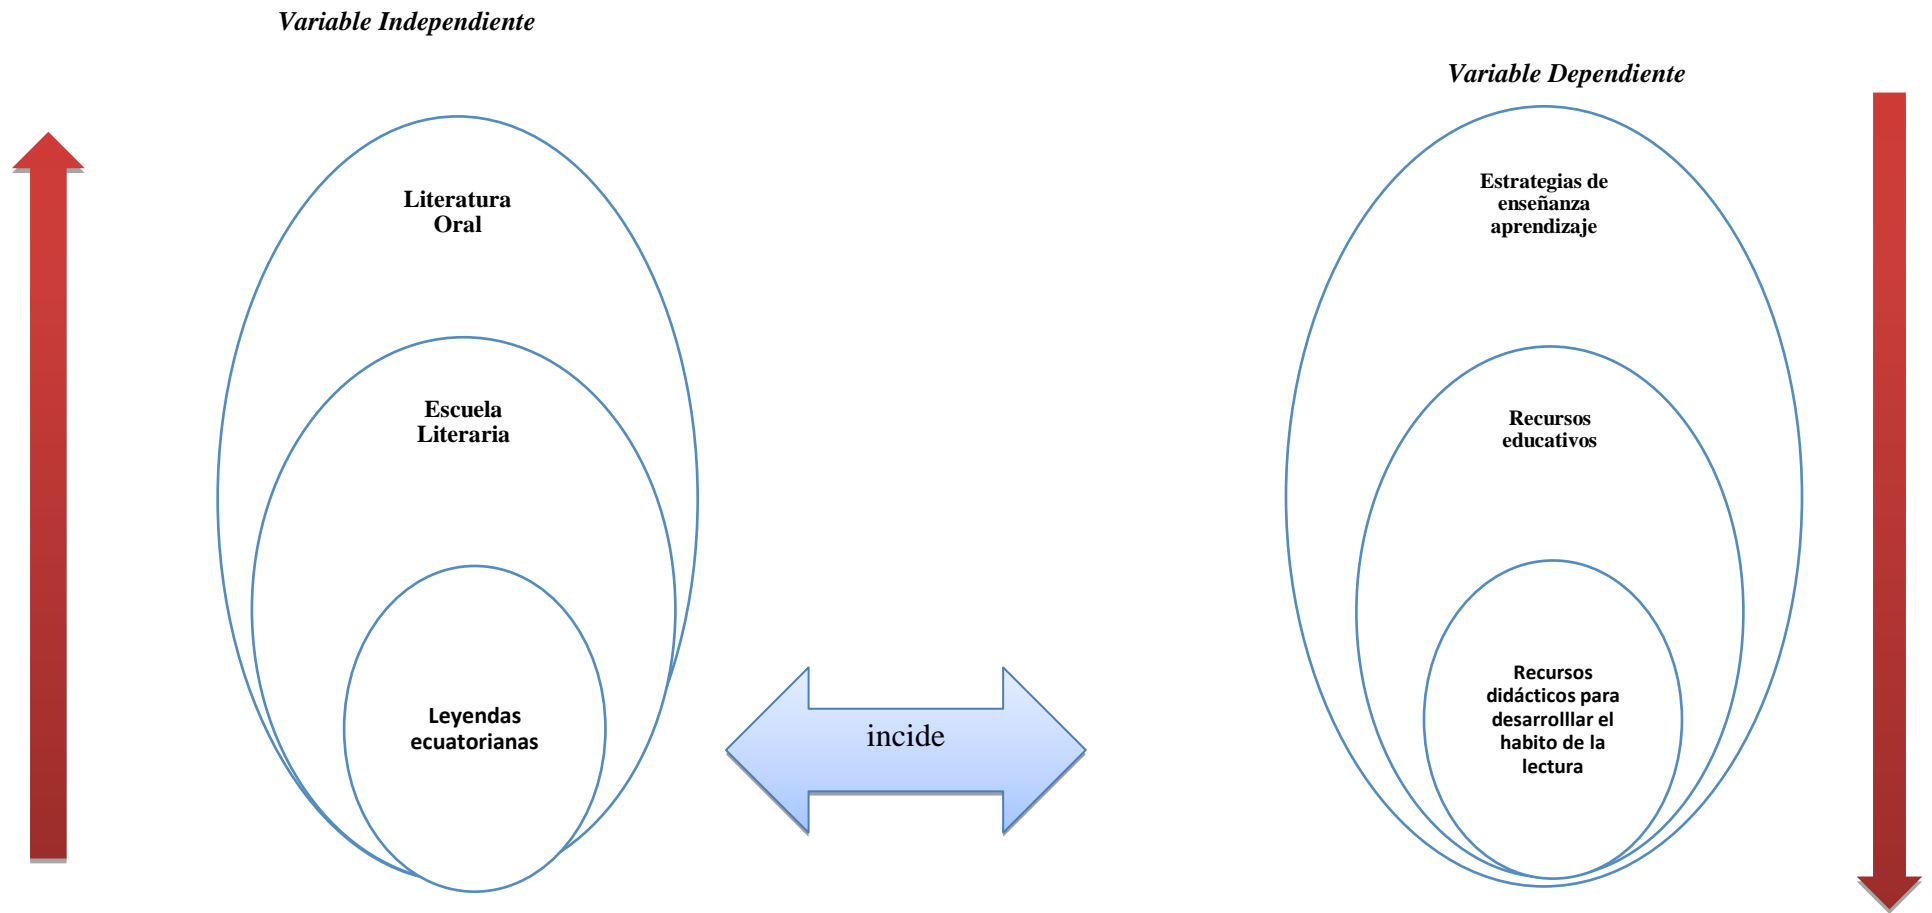 Variable Independiente
Variable Dependiente
Literatura
Oral
Escuela
Literaria
Leyendas
ecuatorianas
incide
Estrategias de
enseñanza
aprendizaje
Recursos
educativos
Recursos
didácticos para
desarrolllar el
habito de la
lectura